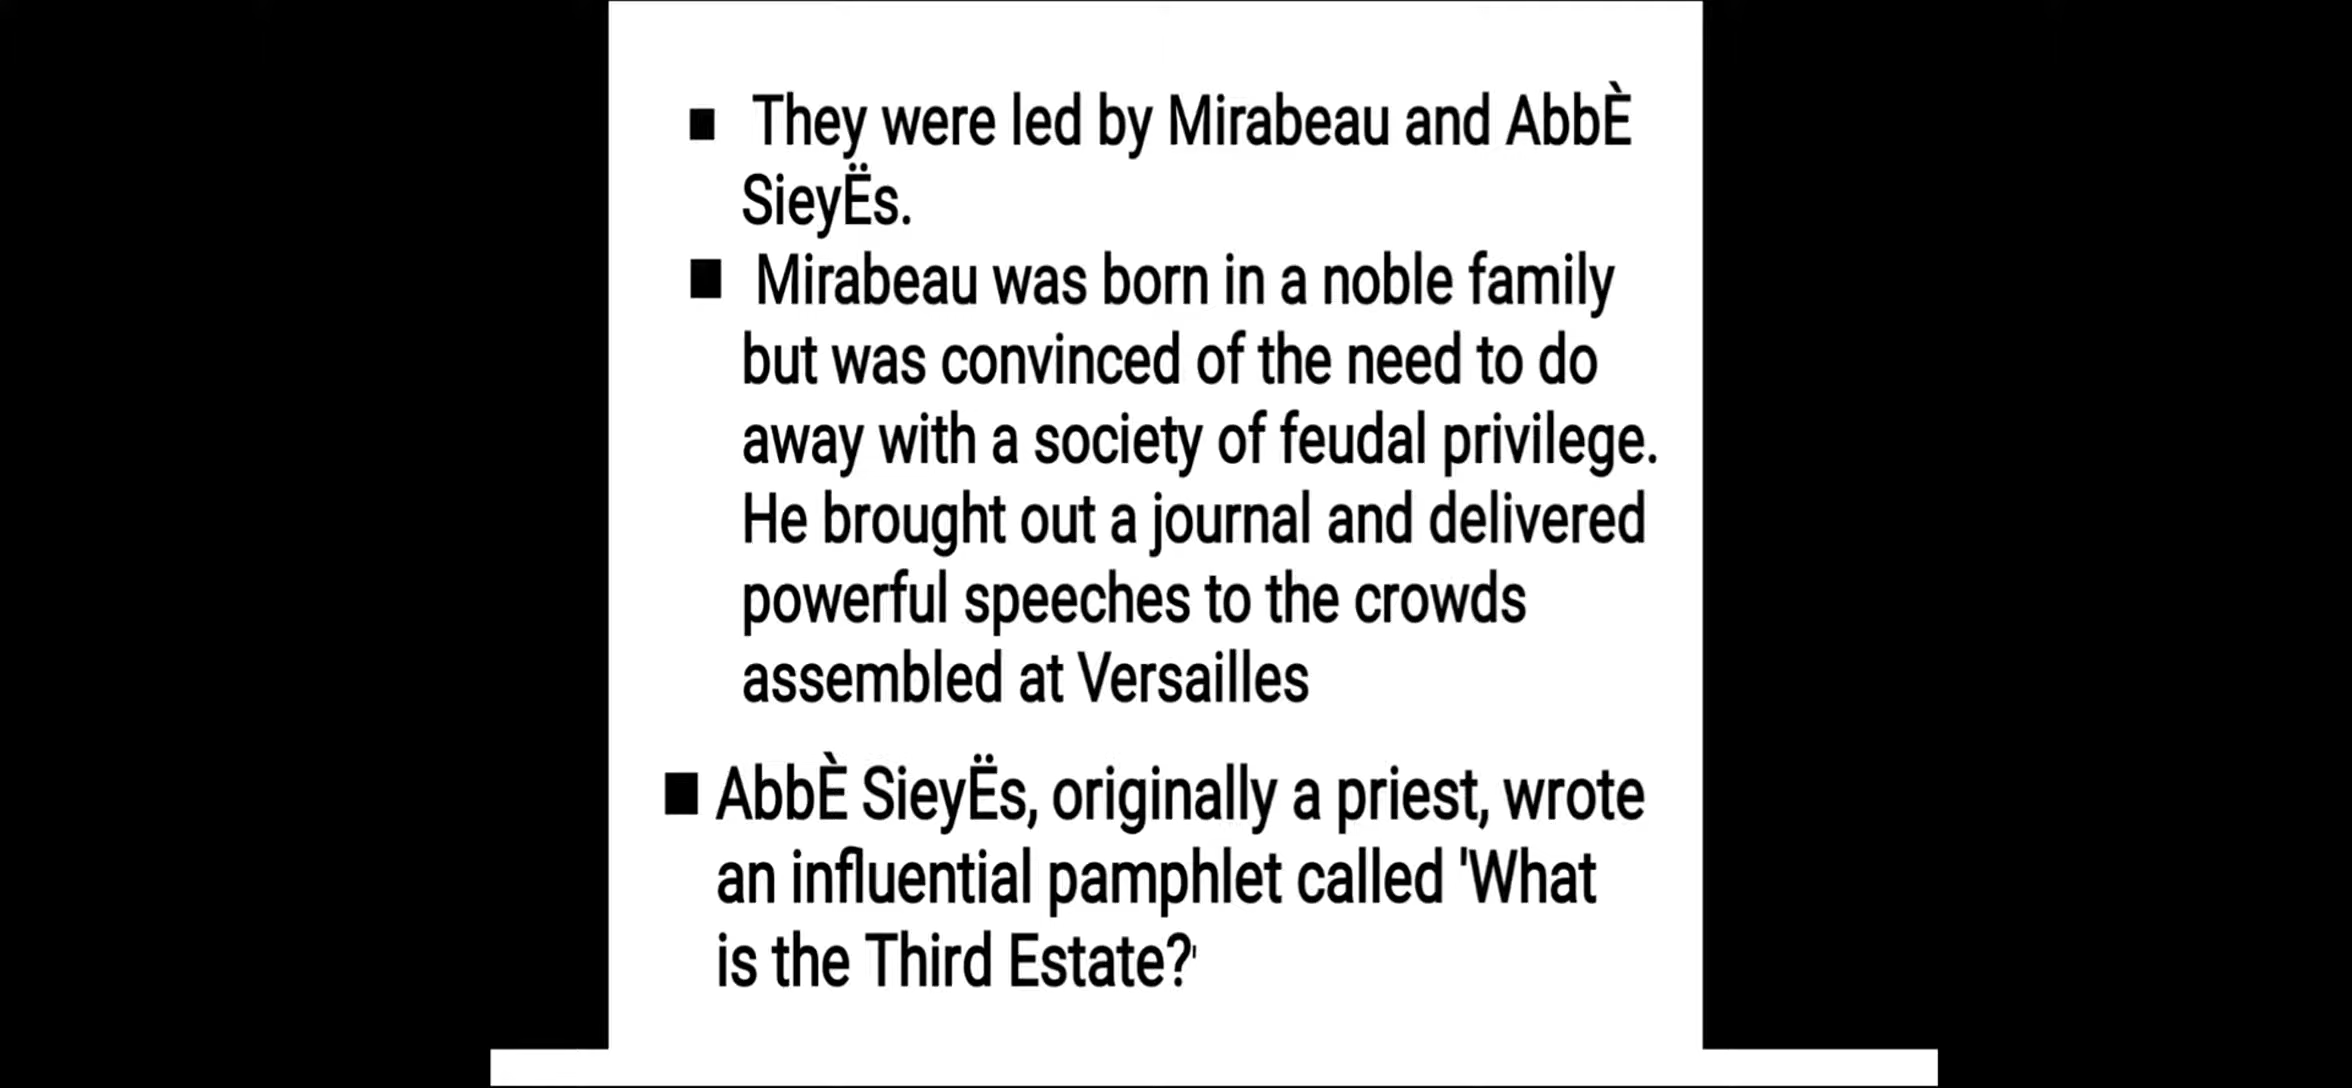 ▪ They were led by Mirabeau and AbbÈ
SieyËs.
▪ Mirabeau was born in a noble family
but was convinced of the need to do
away with a society of feudal privilege.
He brought out a journal and delivered
powerful speeches to the crowds
assembled at Versailles
▪ AbbÈ SieyËs, originally a priest, wrote
an influential pamphlet called 'What
is the Third Estate?'